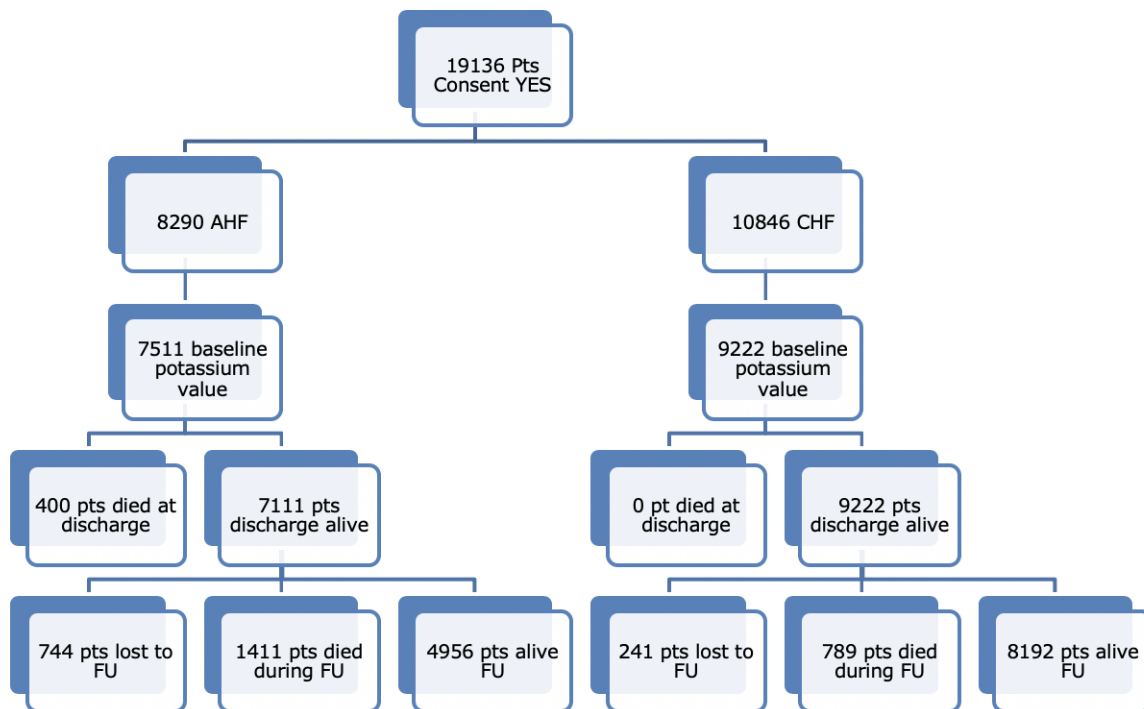 19136 Pts
Consent YES
8290 AHF
10846 CHF
7511 baseline
potassium
value
9222 baseline
potassium
value
400 pts died at
discharge
7111 pts
discharge alive
0 pt died at
discharge
9222 pts
discharge alive
744 pts lost to
FU
1411 pts died
during FU
4956 pts alive
FU
241 pts lost to
FU
789 pts died
during FU
8192 pts alive
FU